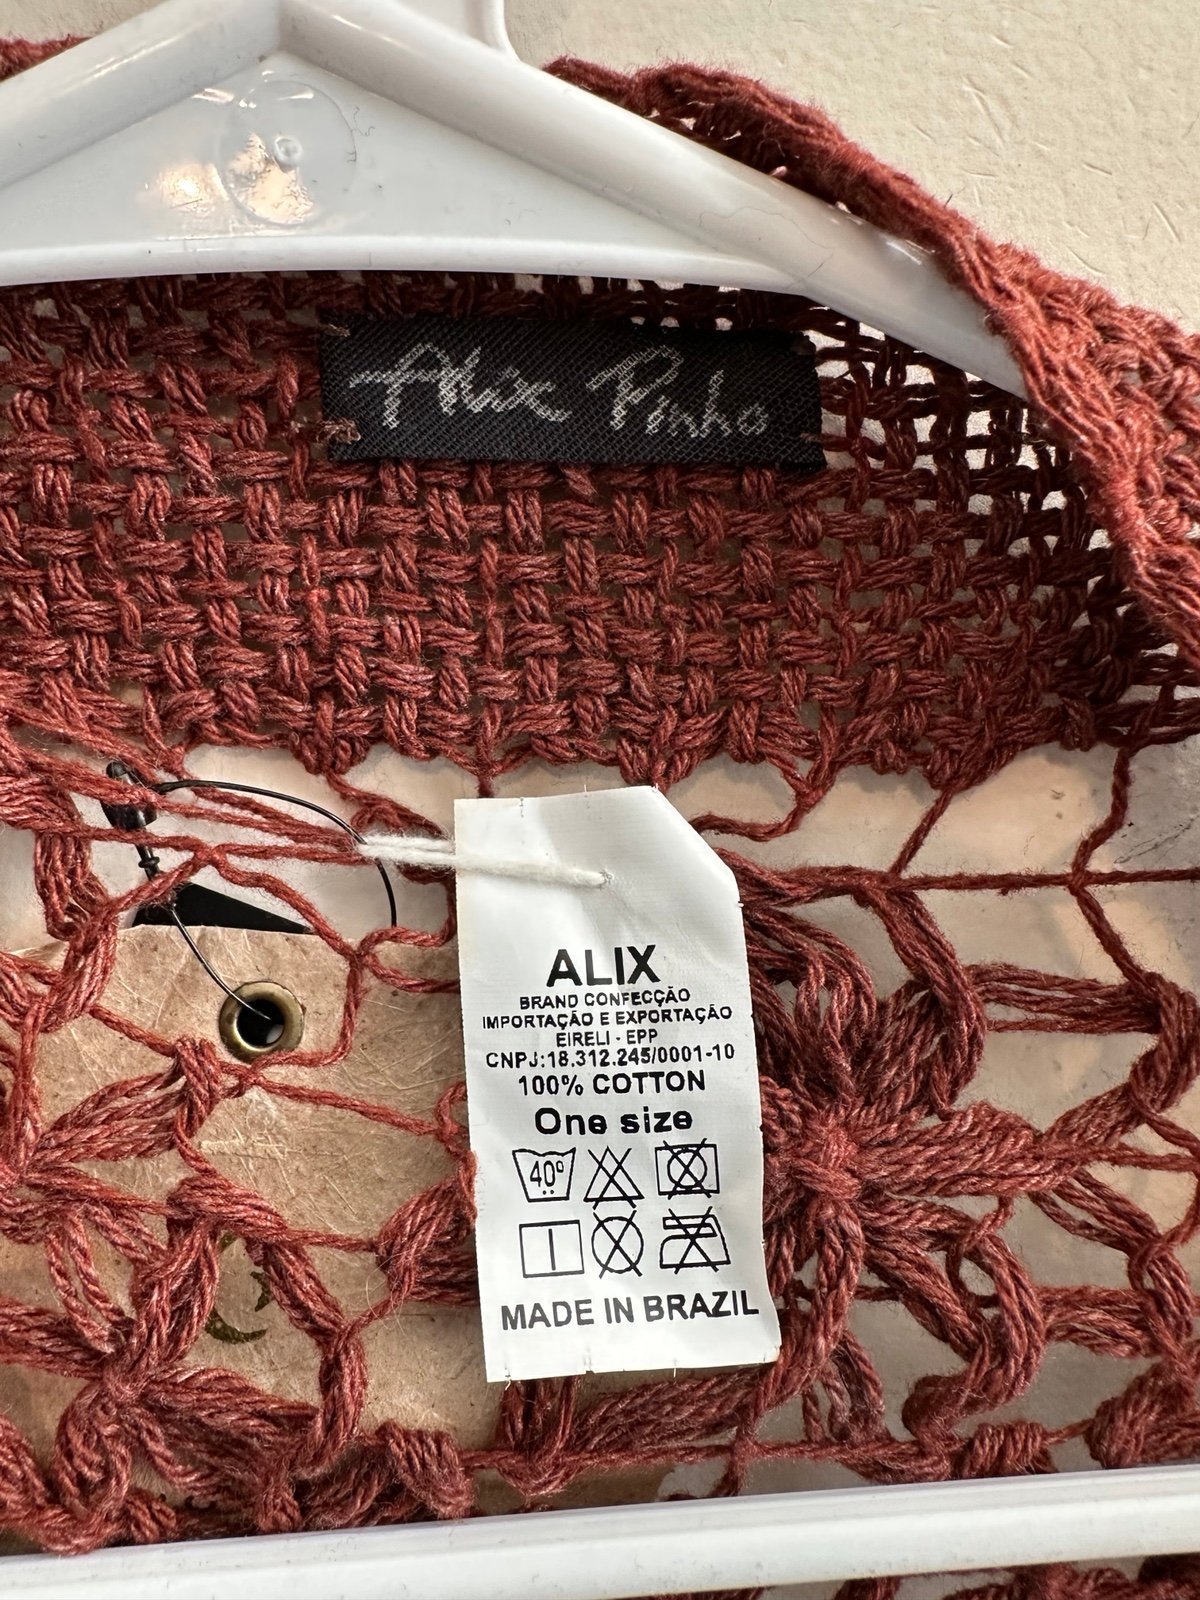 Alix Pinho
ALIX
BRAND CONFECÇÃO
IMPORTAÇÃO E EXPORTAÇÃO
EIRELI - EPP
CNPJ:18.312.245/0001-10
100% COTTON
One size
40º
MADE IN BRAZIL